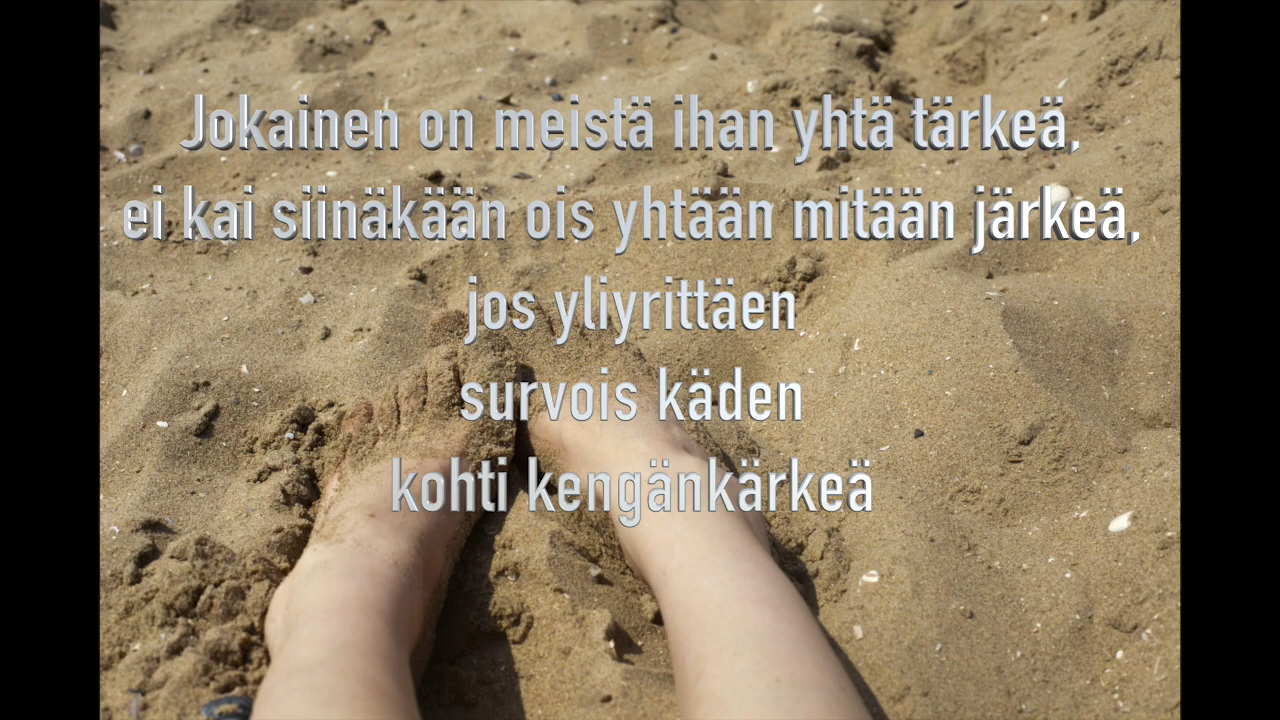 Jokainen on meistä ihan yhtä tärkeä,
ei kai siinäkään ois yhtään mitään järkeä,
jos yliyrittäen
survois käden
kohti kengänkärkeä